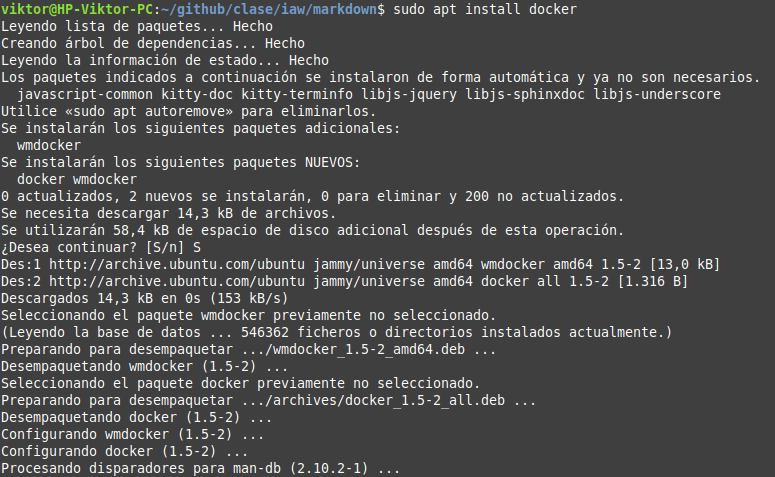 viktor@HP-Viktor-PC:~/github/clase/iaw/markdown$ sudo apt install docker
Leyendo lista de paquetes... Hecho
Creando árbol de dependencias... Hecho
Leyendo la información de estado... Hecho
Los paquetes indicados a continuación se instalaron de forma automática y ya no son necesarios.
  javascript-common kitty-doc kitty-terminfo libjs-jquery libjs-sphinxdoc libjs-underscore
Utilice «sudo apt autoremove» para eliminarlos.
Se instalarán los siguientes paquetes adicionales:
  wmdocker
Se instalarán los siguientes paquetes NUEVOS:
  docker wmdocker
0 actualizados, 2 nuevos se instalarán, 0 para eliminar y 200 no actualizados.
Se necesita descargar 14,3 kB de archivos.
Se utilizarán 58,4 kB de espacio de disco adicional después de esta operación.
¿Desea continuar? [S/n] S
Des:1 http://archive.ubuntu.com/ubuntu jammy/universe amd64 wmdocker amd64 1.5-2 [13,0 kB]
Des:2 http://archive.ubuntu.com/ubuntu jammy/universe amd64 docker all 1.5-2 [1.316 B]
Descargados 14,3 kB en 0s (153 kB/s)
Seleccionando el paquete wmdocker previamente no seleccionado.
(Leyendo la base de datos ... 546362 ficheros o directorios instalados actualmente.)
Preparando para desempaquetar .../wmdocker_1.5-2_amd64.deb ...
Desempaquetando wmdocker (1.5-2) ...
Seleccionando el paquete docker previamente no seleccionado.
Preparando para desempaquetar .../archives/docker_1.5-2_all.deb ...
Desempaquetando docker (1.5-2) ...
Configurando wmdocker (1.5-2) ...
Configurando docker (1.5-2) ...
Procesando disparadores para man-db (2.10.2-1) ...